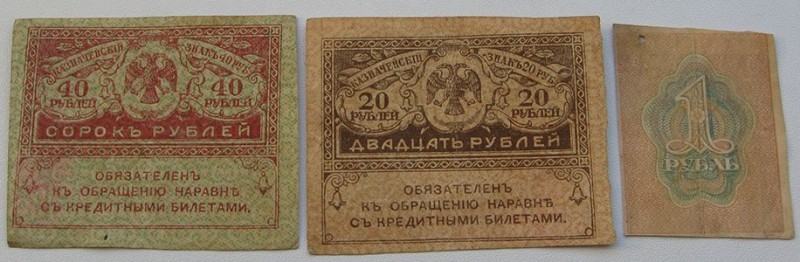 КАЗНАЧЕЙСКІЙ ЗНАКЪ 40 РУБ.
40 40
РУБЛЕЙ РУБЛЕЙ
СОРОКЪ РУБЛЕЙ
ОБЯЗАТЕЛЕНЪ
КЪ ОБРАЩЕНІЮ НАРАВНѢ
СЪ КРЕДИТНЫМИ БИЛЕТАМИ.
КАЗНАЧЕЙСКІЙ ЗНАКЪ 20 РУБ.
20 20
РУБЛЕЙ РУБЛЕЙ
ДВАДЦАТЬ РУБЛЕЙ
ОБЯЗАТЕЛЕНЪ
КЪ ОБРАЩЕНІЮ НАРАВНѢ
СЪ КРЕДИТНЫМИ БИЛЕТАМИ.
1
РУБЛЬ